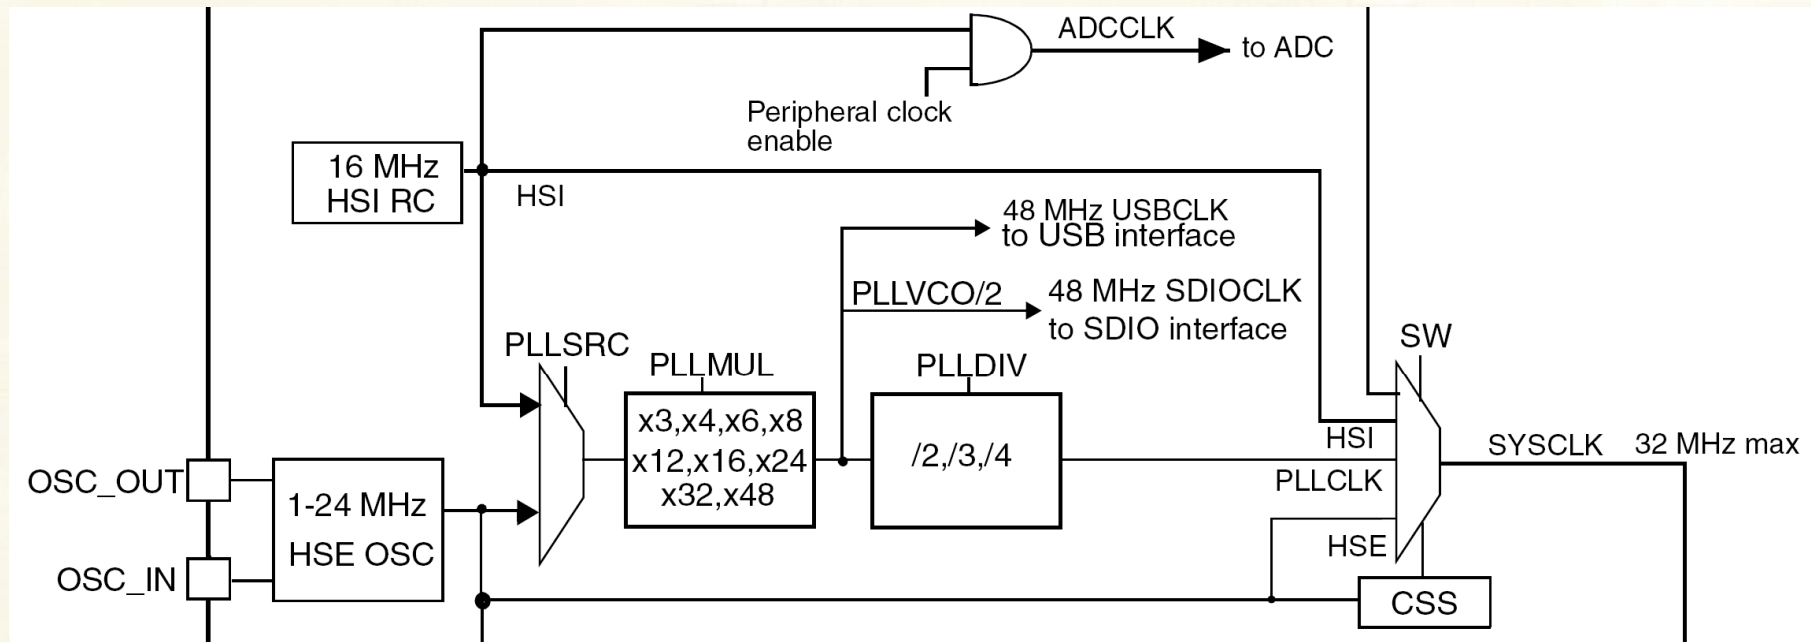 ADCCLK
to ADC
Peripheral clock
enable
16 MHz
HSI RC
HSI
48 MHz USBCLK
to USB interface
PLLVCO/2
48 MHz SDIOCLK
to SDIO interface
PLLSRC
PLLMUL
PLLDIV
SW
x3,x4,x6,x8
x12,x16,x24
x32,x48
/2,/3,/4
HSI
PLLCLK
HSE
SYSCLK
32 MHz max
OSC_OUT
OSC_IN
1-24 MHz
HSE OSC
CSS